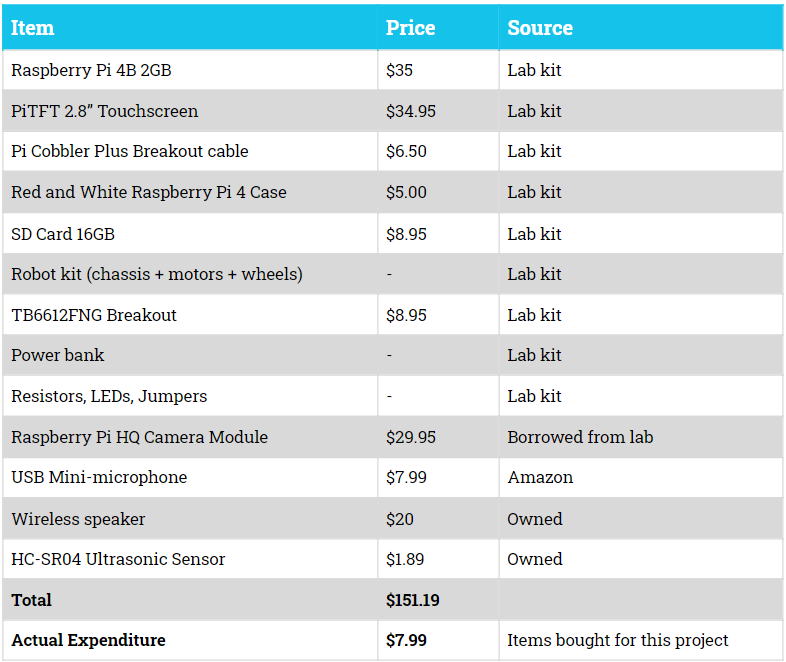 Item Price Source
Raspberry Pi 4B 2GB $35 Lab kit
PiTFT 2.8” Touchscreen $34.95 Lab kit
Pi Cobbler Plus Breakout cable $6.50 Lab kit
Red and White Raspberry Pi 4 Case $5.00 Lab kit
SD Card 16GB $8.95 Lab kit
Robot kit (chassis + motors + wheels) - Lab kit
TB6612FNG Breakout $8.95 Lab kit
Power bank - Lab kit
Resistors, LEDs, Jumpers - Lab kit
Raspberry Pi HQ Camera Module $29.95 Borrowed from lab
USB Mini-microphone $7.99 Amazon
Wireless speaker $20 Owned
HC-SR04 Ultrasonic Sensor $1.89 Owned
Total $151.19
Actual Expenditure $7.99 Items bought for this project